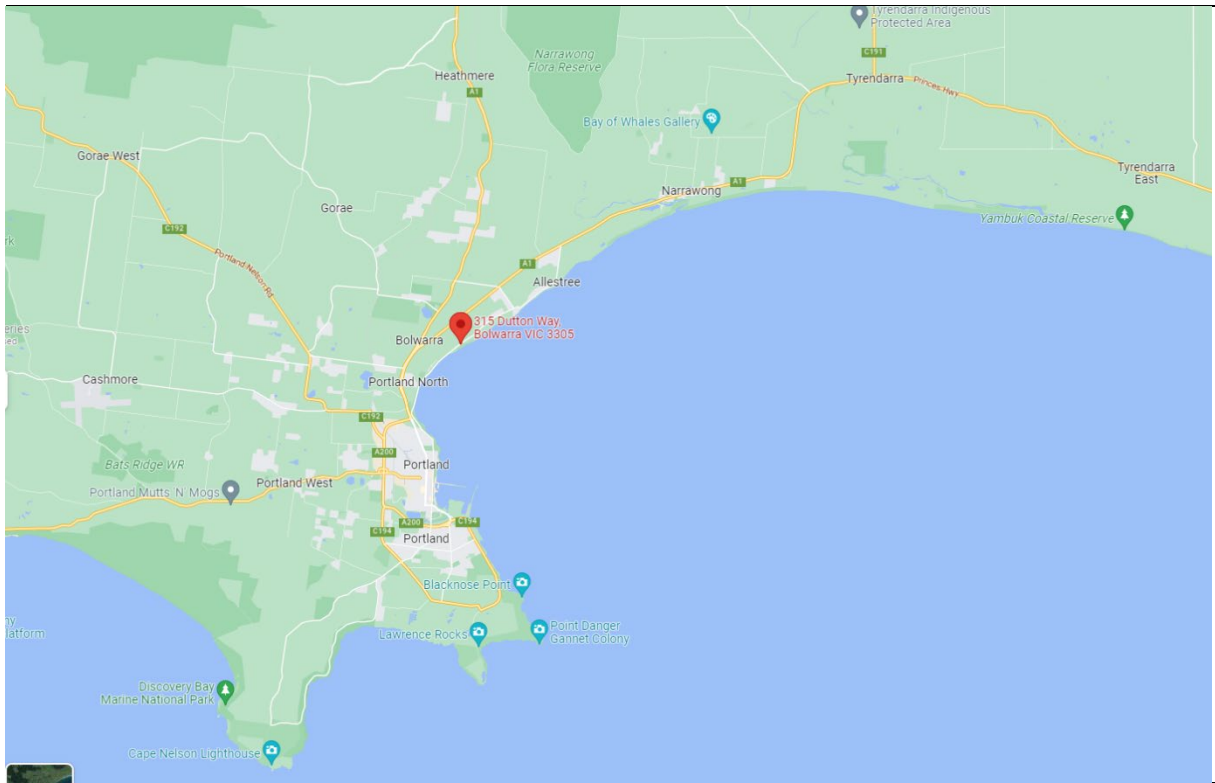 Tyrendarra Indigenous
Protected Area
Narrawong
Flora Reserve
C191
Heathmere
Tyrendarra
Princes Hwy
A1
Bay of Whales Gallery
Gorae West
Tyrendarra
East
A1
Narrawong
Gorae
Yambuk Coastal Reserve
C192
Portland-Nelson Rd
A1
Allestree
315 Dutton Way,
Bolwarra VIC 3305
Bolwarra
Cashmore
Portland North
C192
A200
Bats Ridge WR
Portland
Portland West
Portland Mutts 'N' Mogs
A200
C194
C194
Portland
Blacknose Point
Lawrence Rocks
Point Danger
Gannet Colony
Discovery Bay
Marine National Park
Cape Nelson Lighthouse